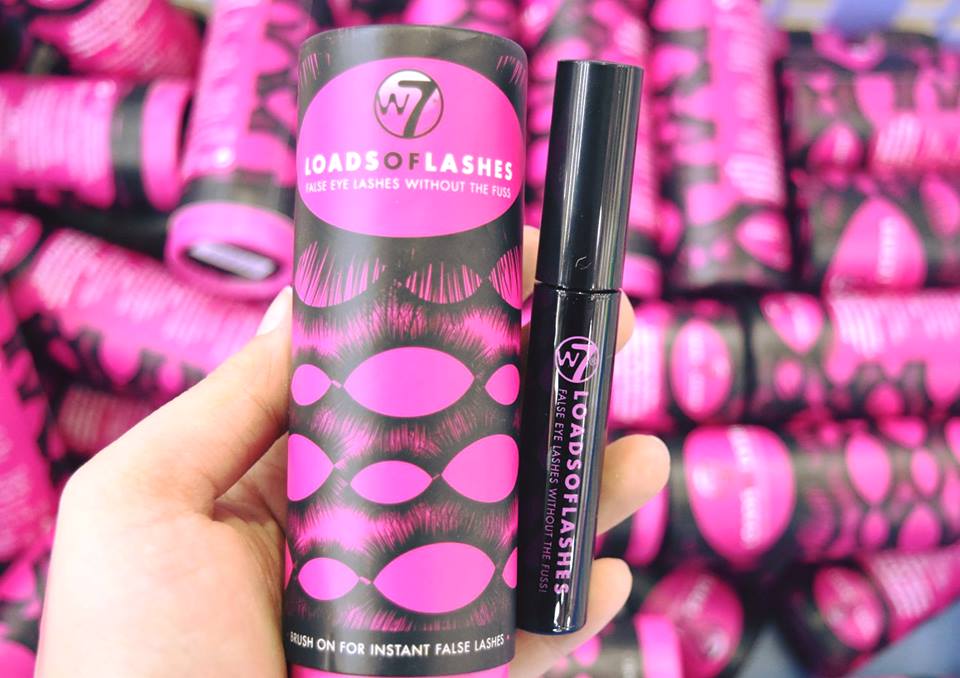 W7
LOADSOFLASHES
FALSE EYE LASHES WITHOUT THE FUSS
BRUSH ON FOR INSTANT FALSE LASHES
W7
LOADSOFLASHES
FALSE EYE LASHES WITHOUT THE FUSS!